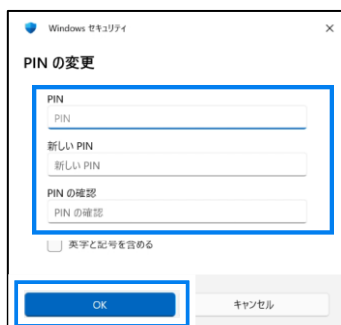 Windows セキュリティ
PIN の変更
PIN
PIN
新しい PIN
新しい PIN
PIN の確認
PIN の確認
英字と記号を含める
OK キャンセル